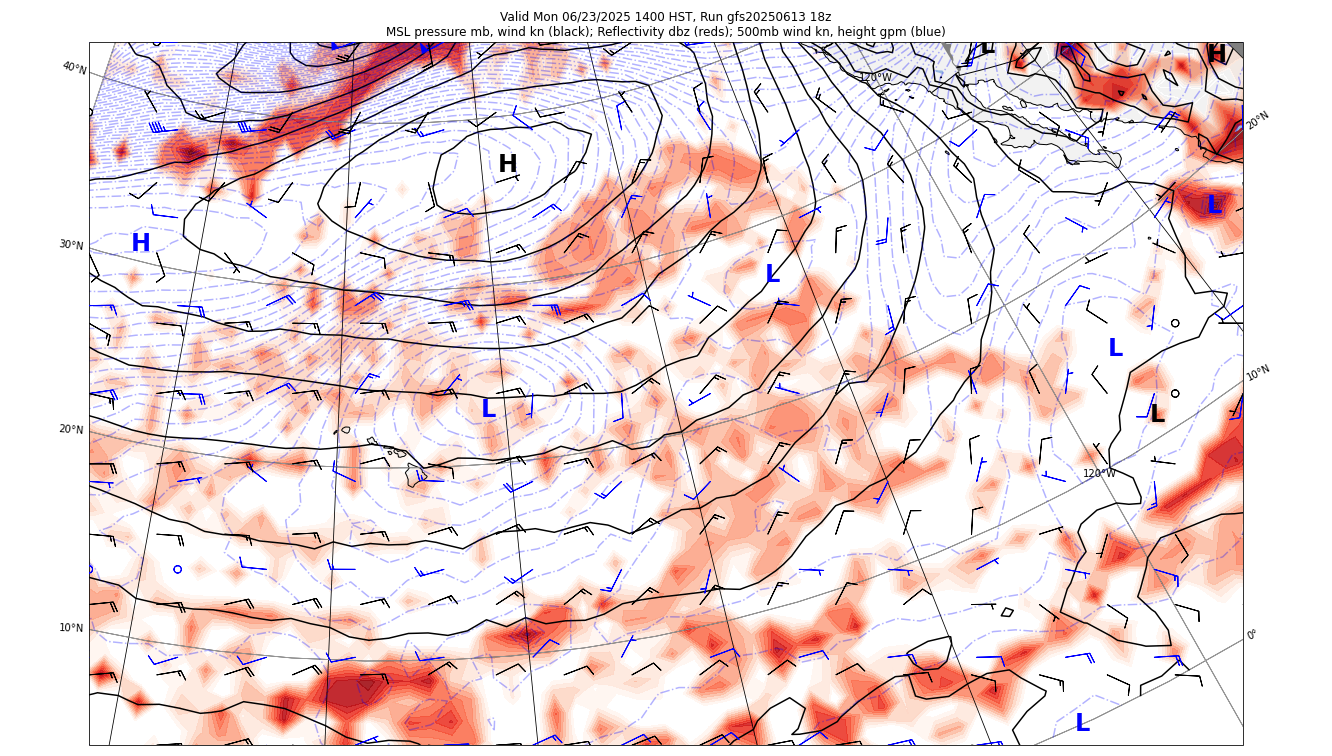 Valid Mon 06/23/2025 1400 HST, Run gfs20250613 18z
MSL pressure mb, wind kn (black); Reflectivity dbz (reds); 500mb wind kn, height gpm (blue)
L
H
40°N
120°W
20°N
H
L
30°N
H
L
L
10°N
L
L
20°N
120°W
10°N
0°
L